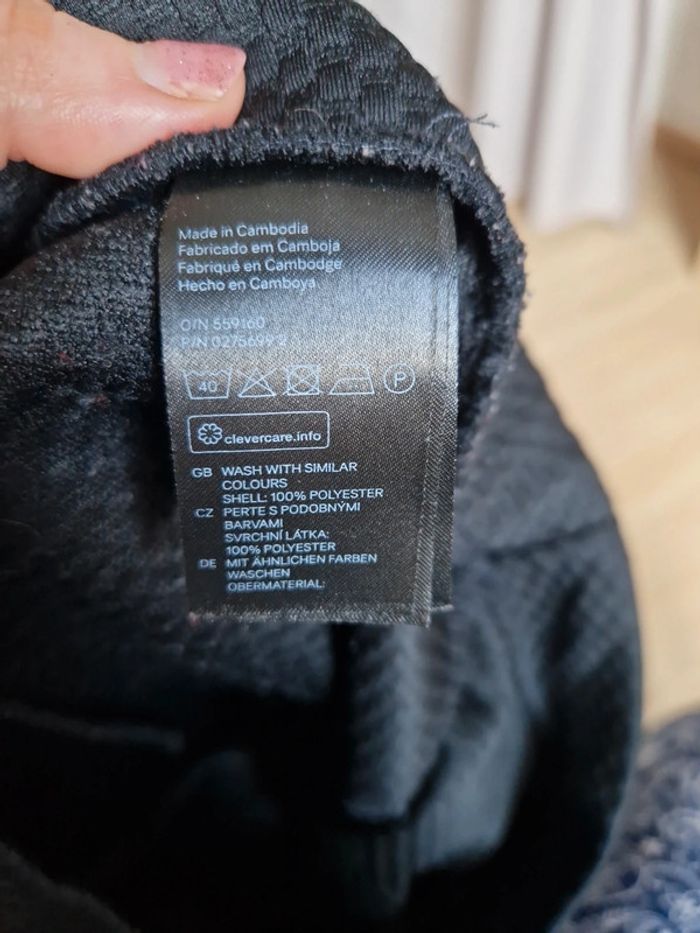 Made in Cambodia
Fabricado em Camboja
Fabriqué en Cambodge
Hecho en Camboya
O/N 559160
P/N 0275699 2
40 P
clevercare.info
GB WASH WITH SIMILAR
COLOURS
SHELL: 100% POLYESTER
CZ PERTE S PODOBNÝMI
BARVAMI
SVRCHNÍ LÁTKA:
100% POLYESTER
DE MIT ÄHNLICHEN FARBEN
WASCHEN
OBERMATERIAL: